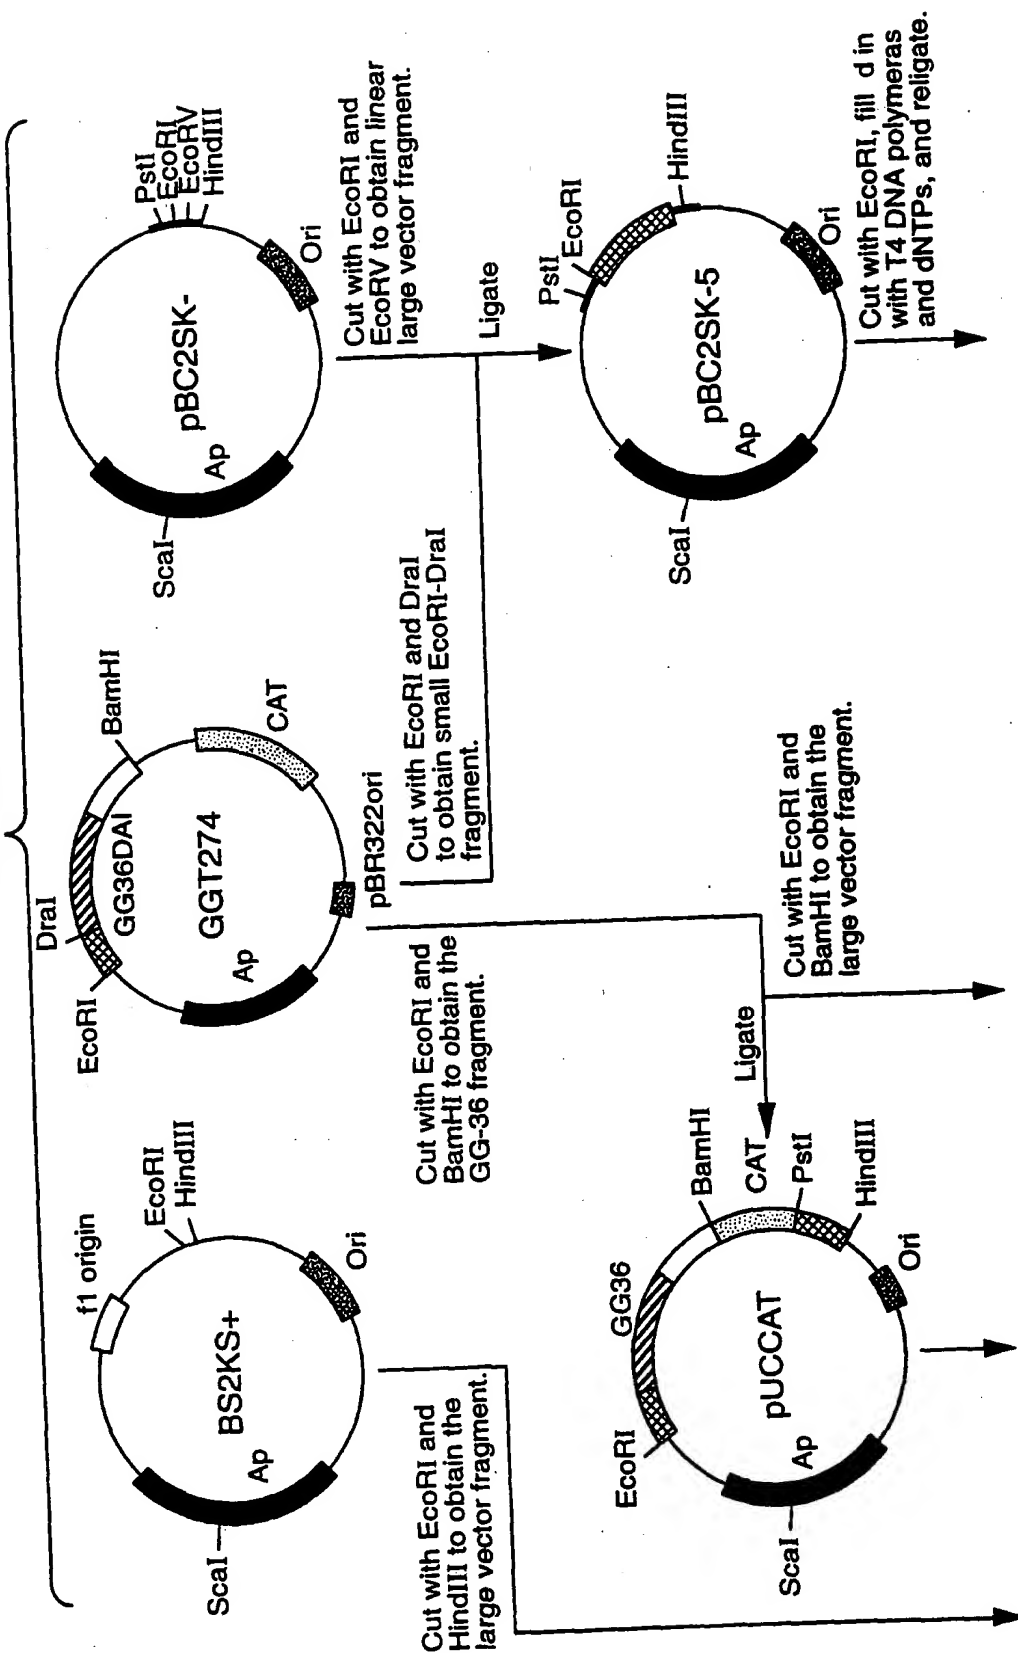 f1 origin
EcoRI
HindIII
ScaI
BS2KS+
Ap
Ori
Cut with EcoRI and
HindIII to obtain the
large vector fragment.
DraI
EcoRI
BamHI
GG36DAI
GGT274
CAT
Ap
pBR322ori
Cut with EcoRI and
BamHI to obtain the
GG-36 fragment.
Cut with EcoRI and DraI
to obtain small EcoRI-DraI
fragment.
PstI
EcoRI
EcoRV
HindIII
ScaI
pBC2SK-
Ap
Ori
Cut with EcoRI and
EcoRV to obtain linear
large vector fragment.
Ligate
GG36
EcoRI
BamHI
CAT
PstI
HindIII
ScaI
pUCCAT
Ap
Ori
Ligate
Cut with EcoRI and
BamHI to obtain the
large vector fragment.
PstI
EcoRI
HindIII
ScaI
pBC2SK-5
Ap
Ori
Cut with EcoRI, fill d in
with T4 DNA polymeras
and dNTPs, and religate.